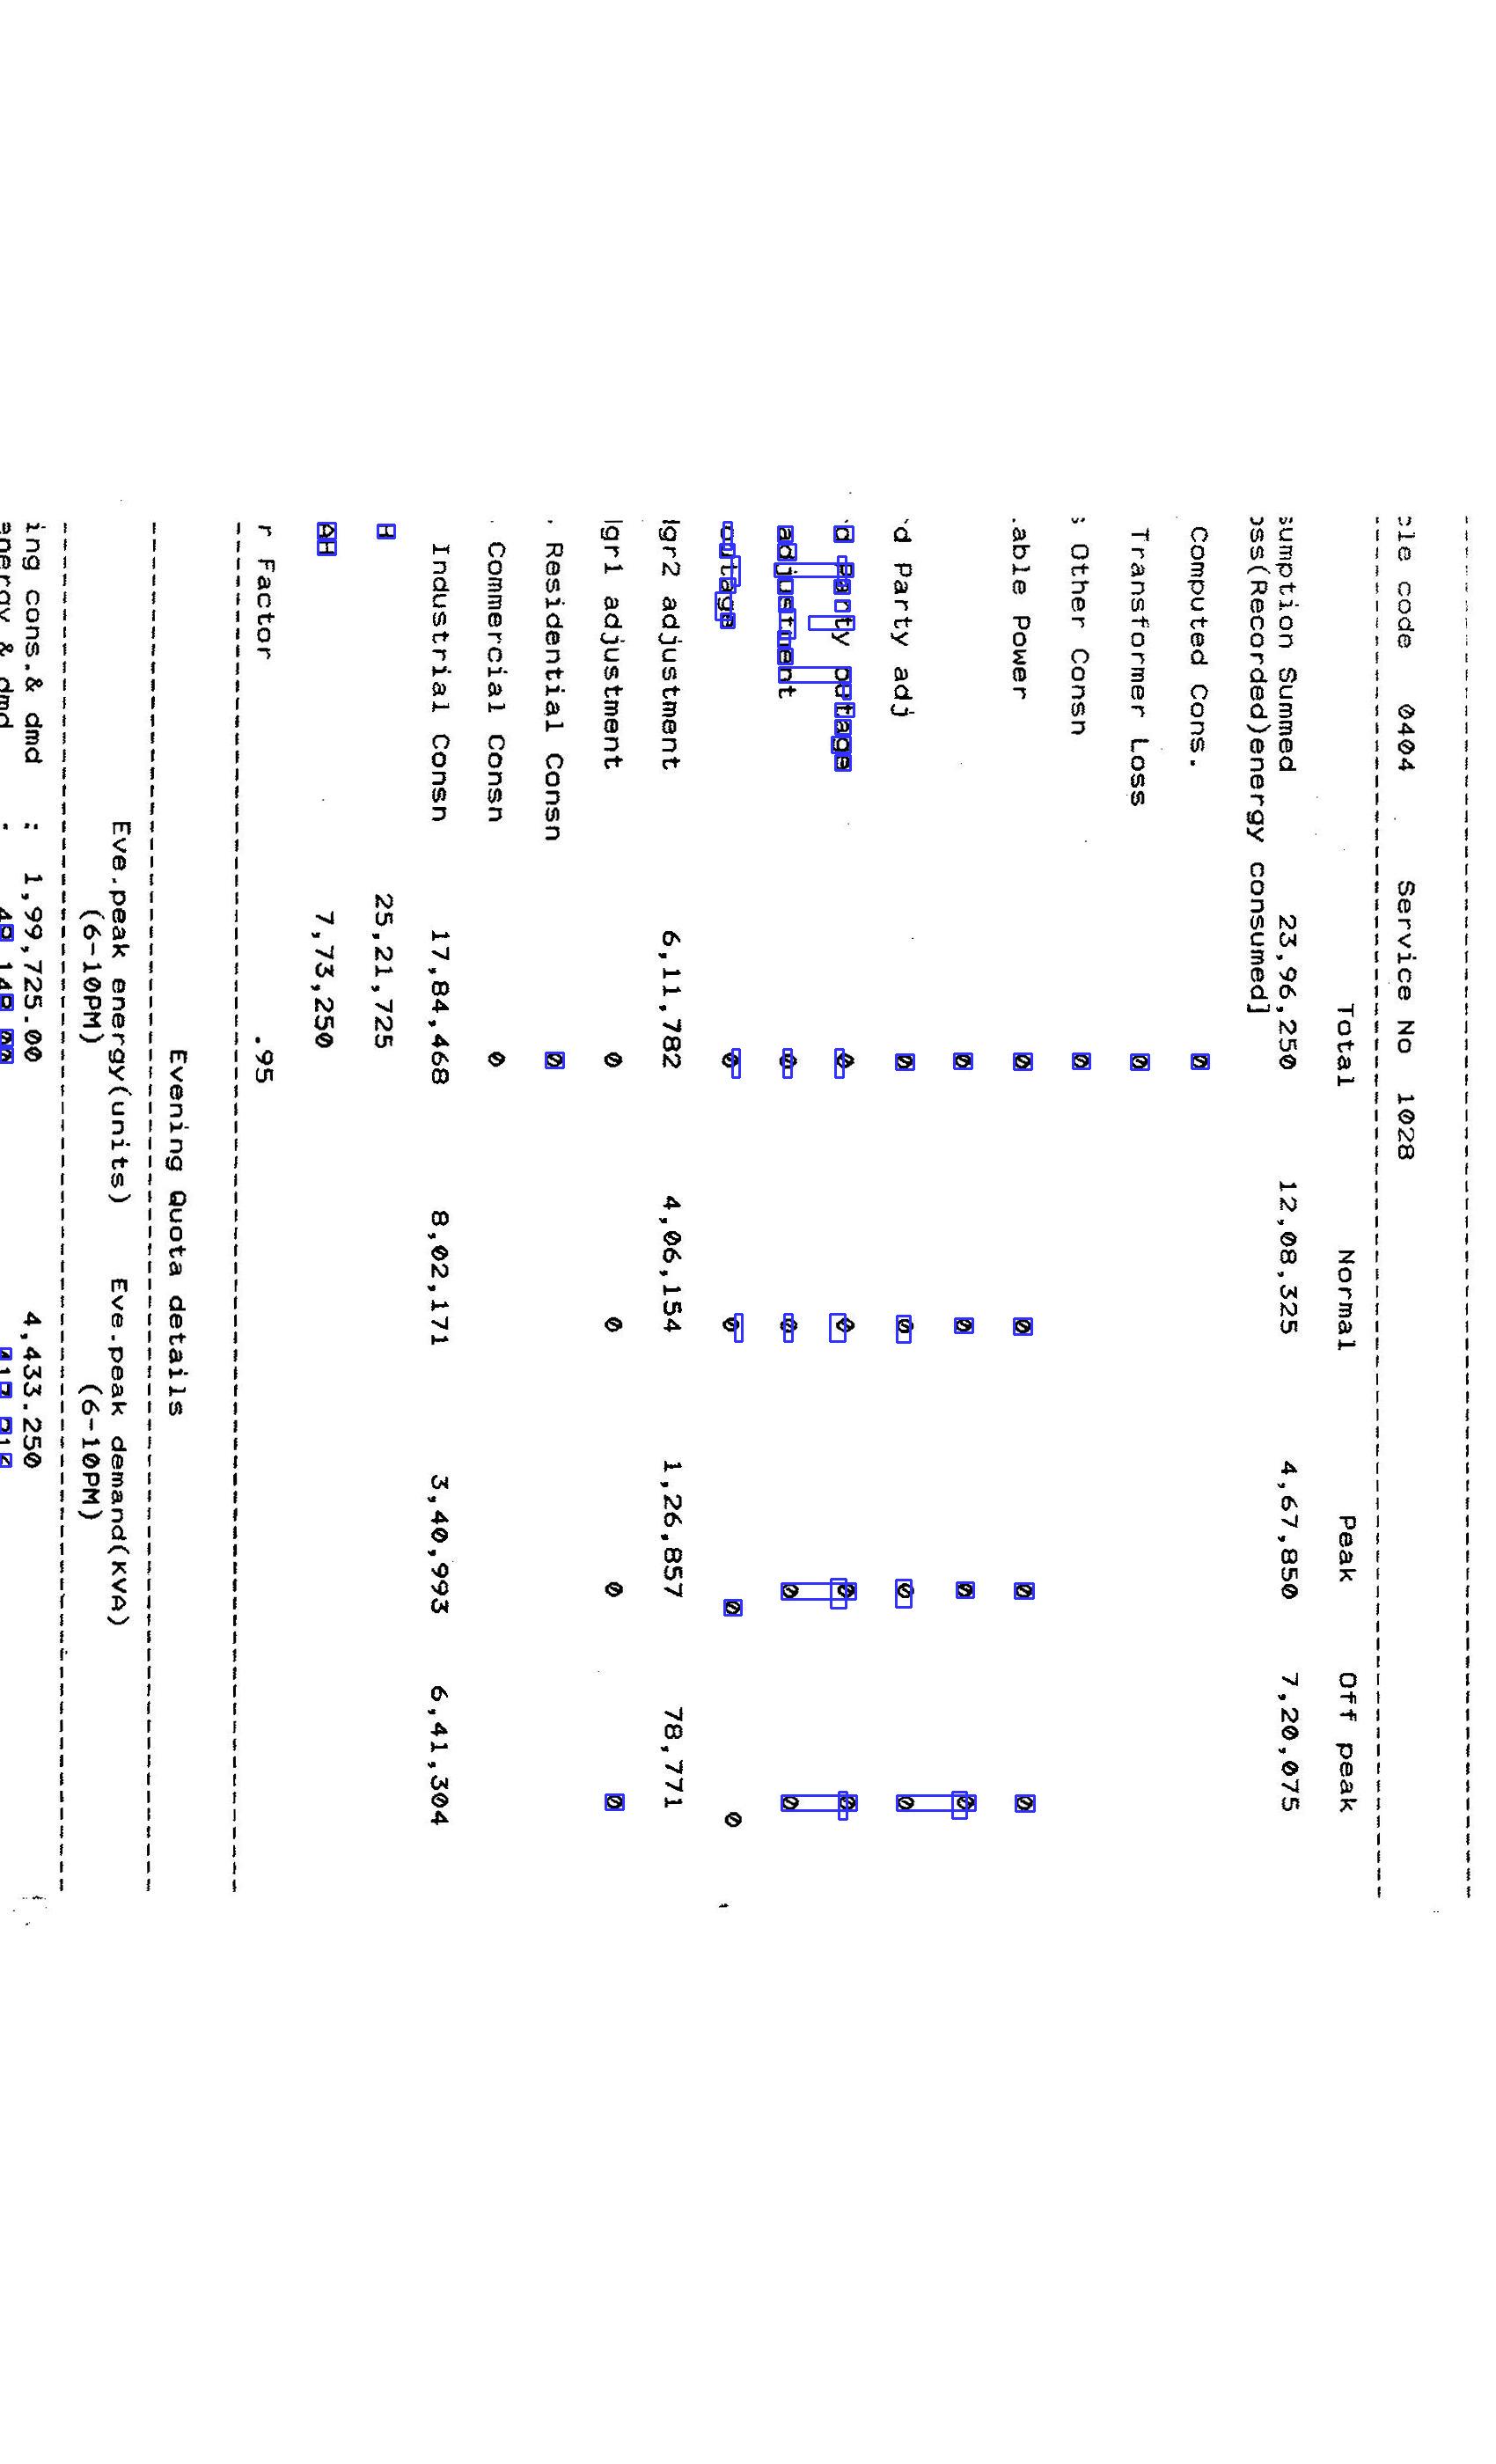 cle code 0404 Service No 1028
Total Normal Peak Off peak
sumption Summed 23,96,250 12,08,325 4,67,850 7,20,075
oss(Recorded)energy consumed]
Computed Cons. 0
Transformer Loss 0
s Other Consn 0
able Power 0 0 0 0
0 0 0 0
d Party adj 0 0 0 0
d Party outage 0 0 0 0
adjustment 0 0 0 0
outage 0 0 0 0
lgr2 adjustment 6,11,782 4,06,154 1,26,857 78,771
lgr1 adjustment 0 0 0 0
. Residential Consn 0
. Commercial Consn 0
Industrial Consn 17,84,468 8,02,171 3,40,993 6,41,304
H 25,21,725
AH 7,73,250
r Factor .95
Evening Quota details
Eve.peak energy(units) Eve.peak demand(KVA)
(6-10PM) (6-10PM)
ing cons.& dmd : 1,99,725.00 4,433.250
energy & dmd :